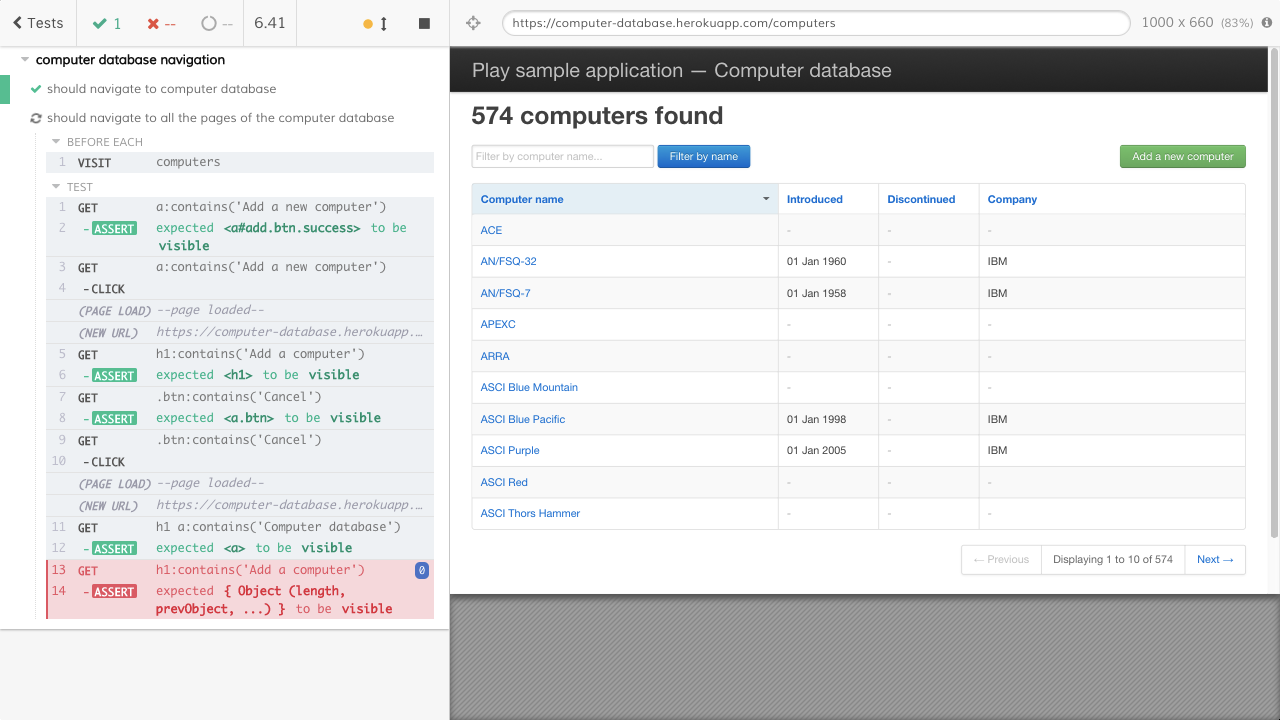 Tests 1 -- -- 6.41
computer database navigation
should navigate to computer database
should navigate to all the pages of the computer database
BEFORE EACH
1 VISIT computers
TEST
1 GET a:contains('Add a new computer')
2 -ASSERT expected <a#add.btn.success> to be
visible
3 GET a:contains('Add a new computer')
4 -CLICK
(PAGE LOAD) --page loaded--
(NEW URL) https://computer-database.herokuapp.…
5 GET h1:contains('Add a computer')
6 -ASSERT expected <h1> to be visible
7 GET .btn:contains('Cancel')
8 -ASSERT expected <a.btn> to be visible
9 GET .btn:contains('Cancel')
10 -CLICK
(PAGE LOAD) --page loaded--
(NEW URL) https://computer-database.herokuapp.…
11 GET h1 a:contains('Computer database')
12 -ASSERT expected <a> to be visible
13 GET h1:contains('Add a computer') 0
14 -ASSERT expected { Object (length,
prevObject, ...) } to be visible
https://computer-database.herokuapp.com/computers 1000 x 660 (83%)
Play sample application — Computer database
574 computers found
Filter by computer name... Filter by name Add a new computer
Computer name Introduced Discontinued Company
ACE - - -
AN/FSQ-32 01 Jan 1960 - IBM
AN/FSQ-7 01 Jan 1958 - IBM
APEXC - - -
ARRA - - -
ASCI Blue Mountain - - -
ASCI Blue Pacific 01 Jan 1998 - IBM
ASCI Purple 01 Jan 2005 - IBM
ASCI Red - - -
ASCI Thors Hammer - - -
← Previous Displaying 1 to 10 of 574 Next →